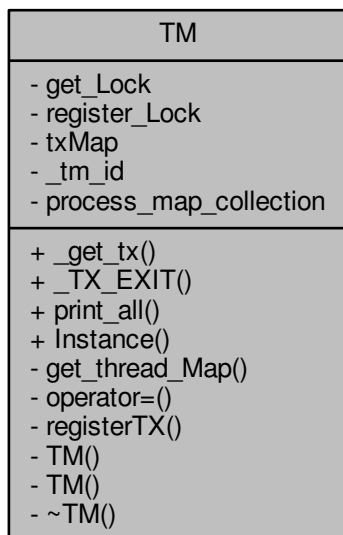 TM
- get_Lock
- register_Lock
- txMap
- _tm_id
- process_map_collection
+ _get_tx()
+ _TX_EXIT()
+ print_all()
+ Instance()
- get_thread_Map()
- operator=()
- registerTX()
- TM()
- TM()
- ~TM()